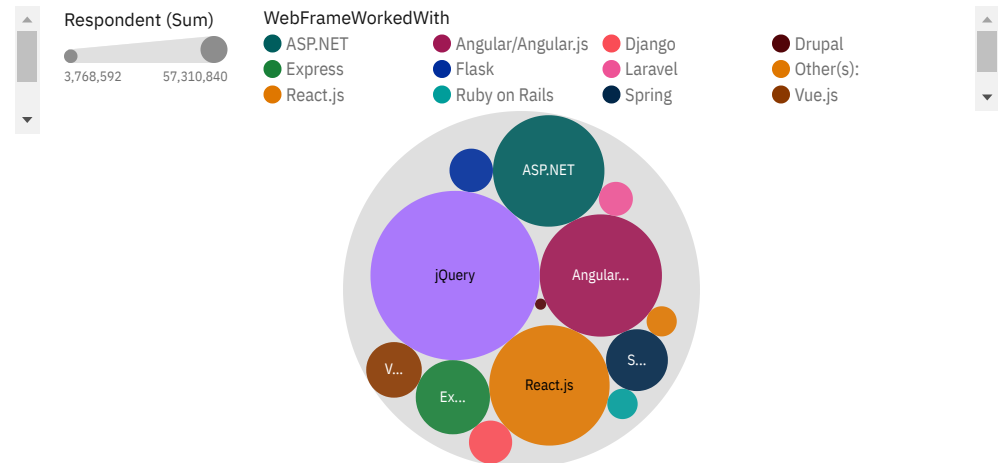 Respondent (Sum)
3,768,592 57,310,840
WebFrameWorkedWith
ASP.NET Angular/Angular.js Django Drupal
Express Flask Laravel Other(s):
React.js Ruby on Rails Spring Vue.js
ASP.NET
jQuery
Angular...
S...
V...
React.js
Ex...